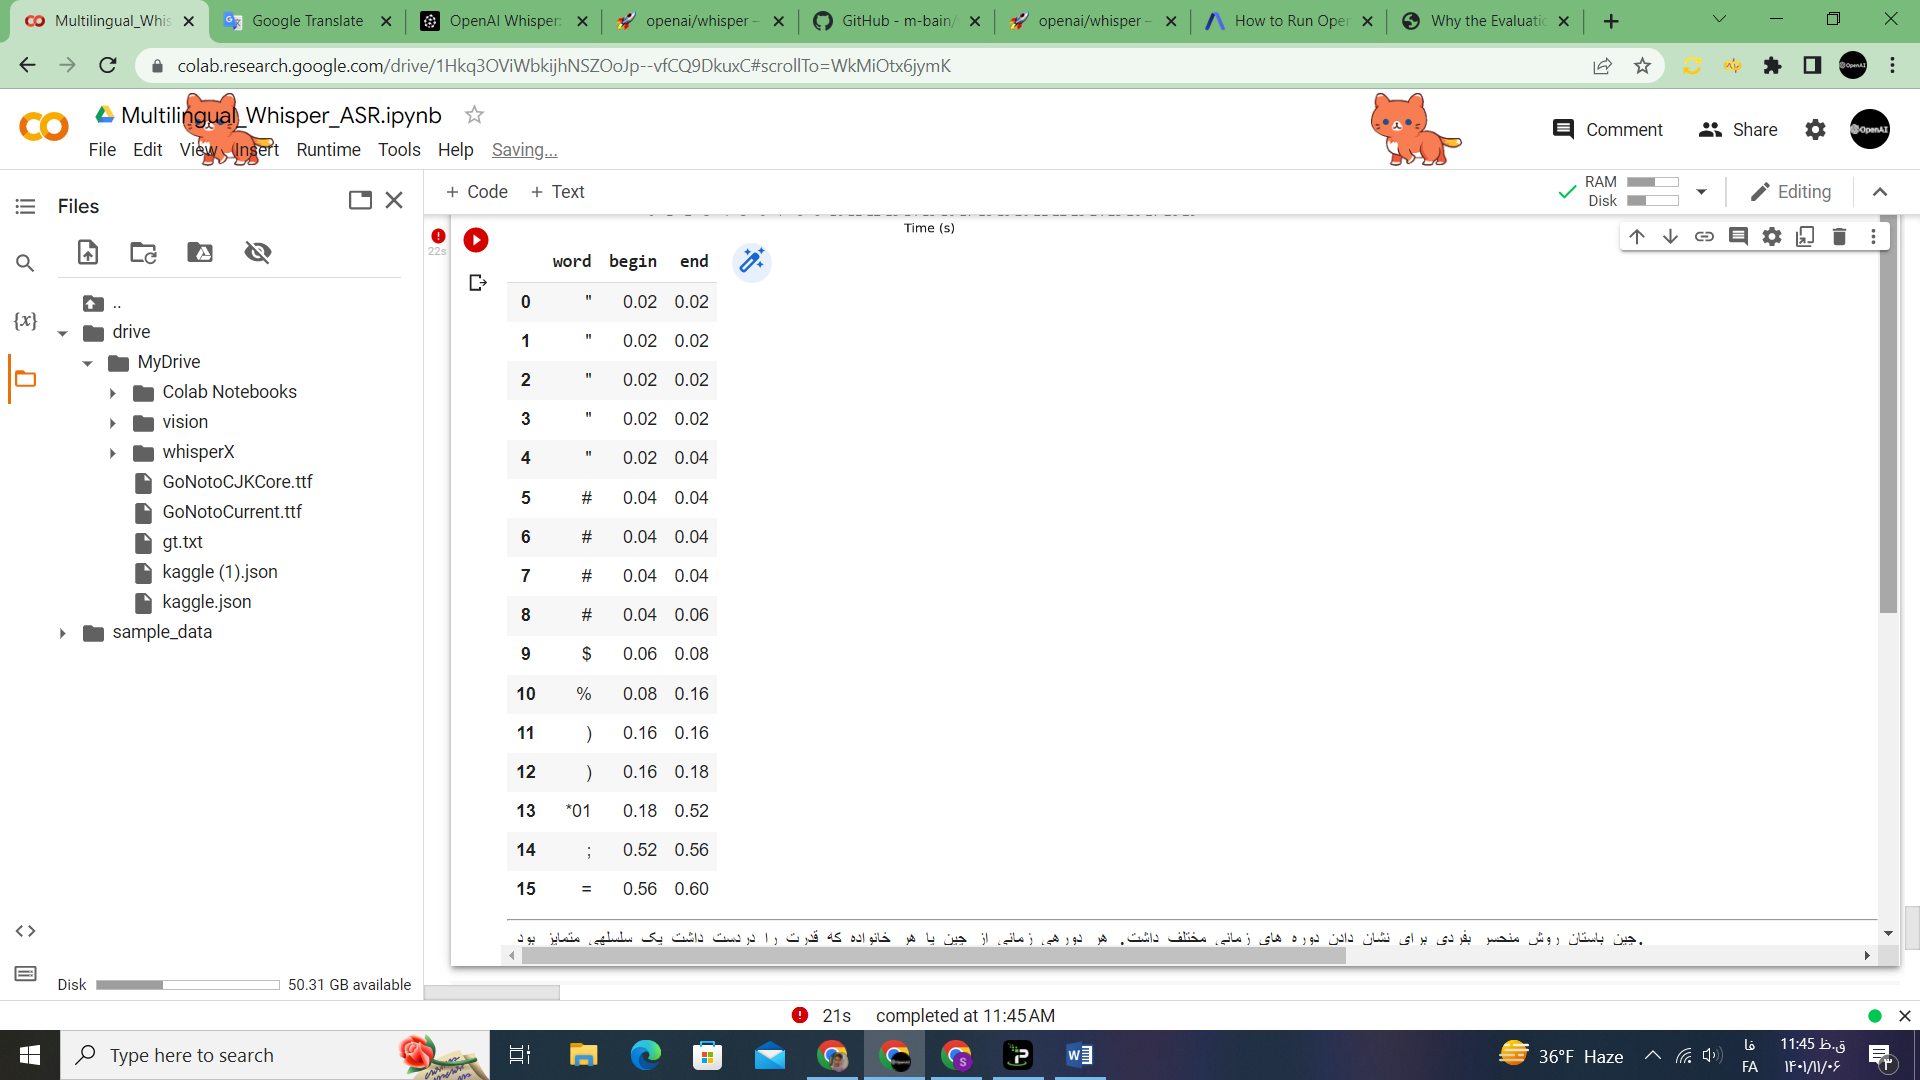 Multilingual_Whis
Google Translate
OpenAI Whisper:
openai/whisper –
GitHub - m-bain/
openai/whisper –
How to Run Ope
Why the Evaluatio
colab.research.google.com/drive/1Hkq3OViWbkijhNSZOoJp--vfCQ9DkuxC#scrollTo=WkMiOtx6jymK
Multilingual_Whisper_ASR.ipynb
Comment
Share
OpenAI
File Edit View Insert Runtime Tools Help Saving...
Files
+ Code + Text
RAM
Disk
Editing
Time (s)
22s
word begin end
0 " 0.02 0.02
1 " 0.02 0.02
2 " 0.02 0.02
3 " 0.02 0.02
4 " 0.02 0.04
5 # 0.04 0.04
6 # 0.04 0.04
7 # 0.04 0.04
8 # 0.04 0.06
9 $ 0.06 0.08
10 % 0.08 0.16
11 ) 0.16 0.16
12 ) 0.16 0.18
13 *01 0.18 0.52
14 ; 0.52 0.56
15 = 0.56 0.60
چین باستان روش منحسر بفردی برای نشان دادن دوره های زمانی مختلف داشت. هر دورهی زمانی از چین یا هر خانواده که قدرت را دردست داشت یک سلسلهی متمایز بود.
{x}
..
drive
MyDrive
Colab Notebooks
vision
whisperX
GoNotoCJKCore.ttf
GoNotoCurrent.ttf
gt.txt
kaggle (1).json
kaggle.json
sample_data
Disk 50.31 GB available
21s completed at 11:45 AM
Type here to search
36°F Haze
فا
FA
11:45 ق.ظ
۱۴۰۱/۱۱/۰۶
۳